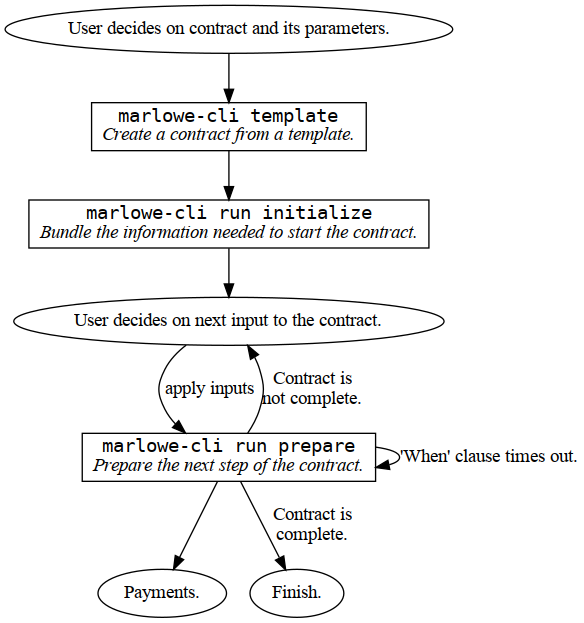 User decides on contract and its parameters.
marlowe-cli template
Create a contract from a template.
marlowe-cli run initialize
Bundle the information needed to start the contract.
User decides on next input to the contract.
apply inputs
Contract is
not complete.
marlowe-cli run prepare
Prepare the next step of the contract.
'When' clause times out.
Contract is
complete.
Payments.
Finish.